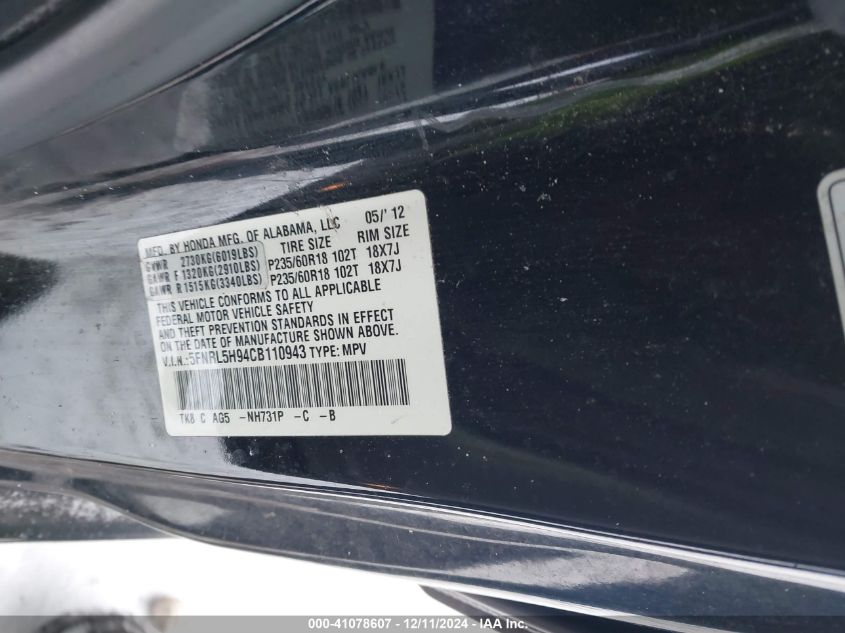 MFD. BY HONDA MFG. OF ALABAMA, LLC 05/'12
TIRE SIZE RIM SIZE
GVWR 2730KG(6019LBS)
GAWR F 1320KG(2910LBS) P235/60R18 102T 18X7J
GAWR R 1515KG(3340LBS) P235/60R18 102T 18X7J
THIS VEHICLE CONFORMS TO ALL APPLICABLE
FEDERAL MOTOR VEHICLE SAFETY
AND THEFT PREVENTION STANDARDS IN EFFECT
ON THE DATE OF MANUFACTURE SHOWN ABOVE.
V.I.N.:5FNRL5H94CB110943 TYPE: MPV
TK8 C AG5 -NH731P -C -B
000-41078607 - 12/11/2024 - IAA Inc.